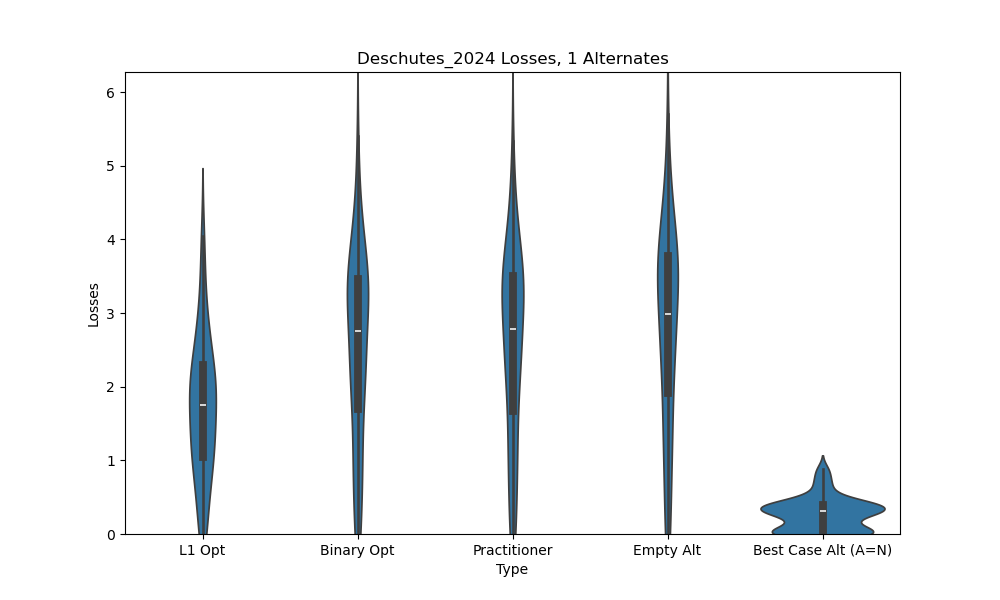 Deschutes_2024 Losses, 1 Alternates
6
5
4
3
2
1
0
Losses
L1 Opt
Binary Opt
Practitioner
Empty Alt
Best Case Alt (A=N)
Type